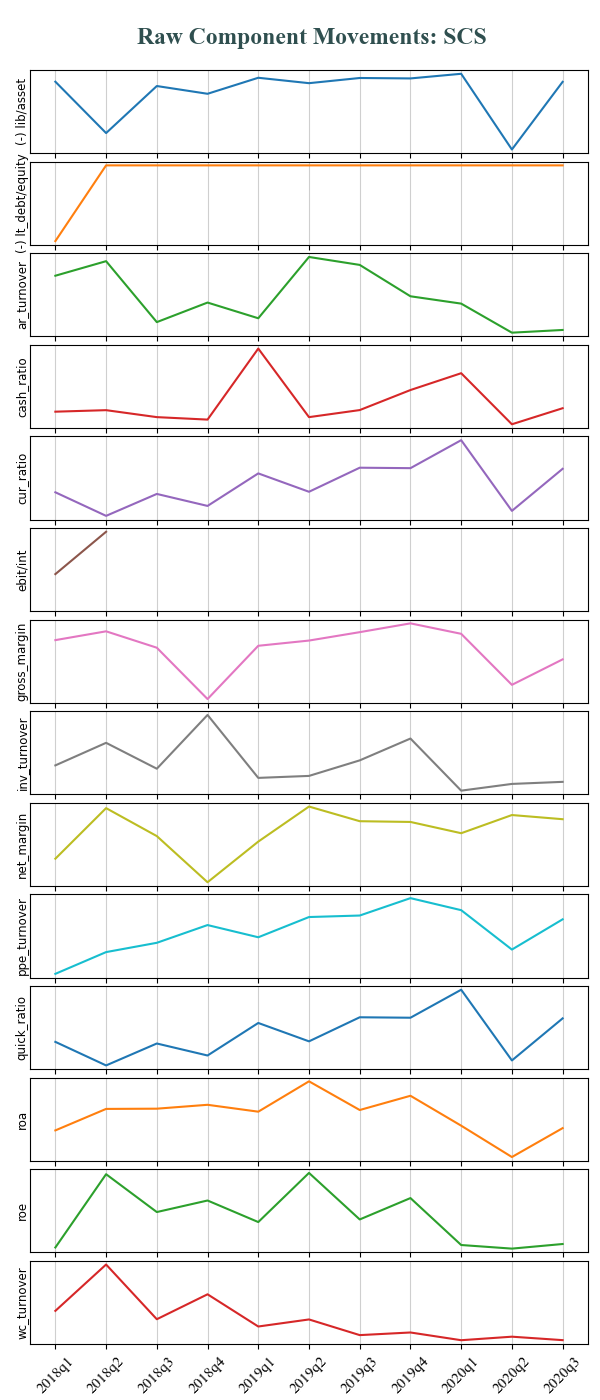 Raw Component Movements: SCS
(-) lib/asset
(-) lt_debt/equity
ar_turnover
cash_ratio
cur_ratio
ebit/int
gross_margin
inv_turnover
net_margin
ppe_turnover
quick_ratio
roa
roe
wc_turnover
2018q1 2018q2 2018q3 2018q4 2019q1 2019q2 2019q3 2019q4 2020q1 2020q2 2020q3